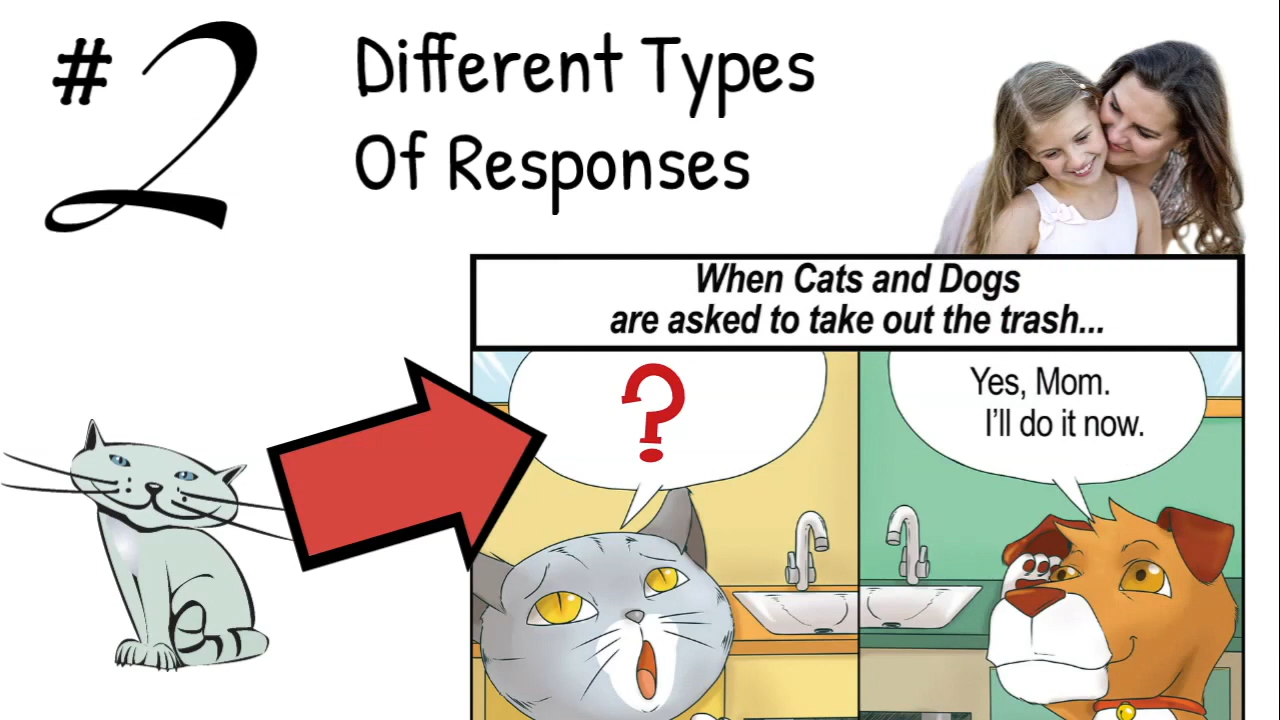 #2
Different Types
Of Responses
When Cats and Dogs
are asked to take out the trash...
?
Yes, Mom.
I'll do it now.